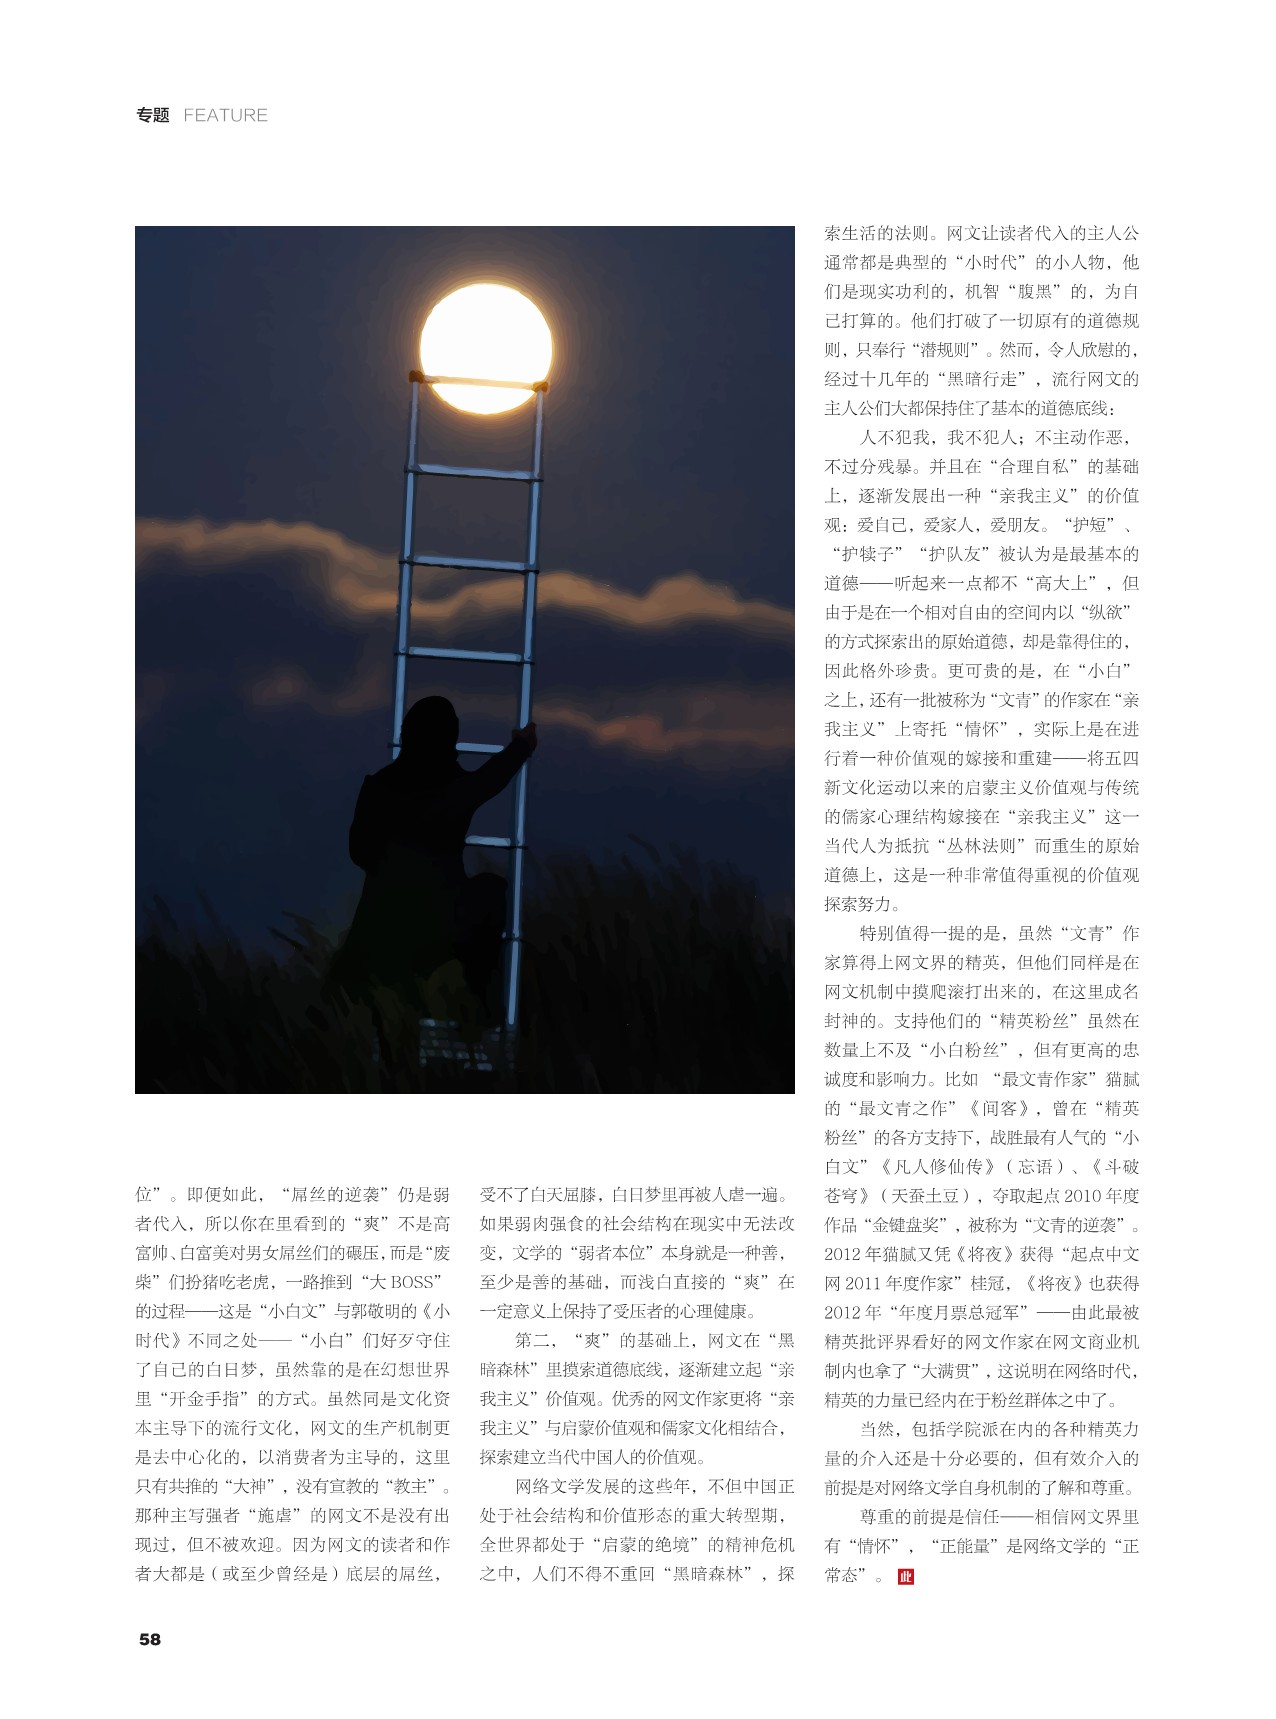 专题 FEATURE
位”。即便如此，“屌丝的逆袭”仍是弱
者代入，所以你在里看到的“爽”不是高
富帅、白富美对男女屌丝们的碾压，而是“废
柴”们扮猪吃老虎，一路推到“大 BOSS”
的过程——这是“小白文”与郭敬明的《小
时代》不同之处——“小白”们好歹守住
了自己的白日梦，虽然靠的是在幻想世界
里“开金手指”的方式。虽然同是文化资
本主导下的流行文化，网文的生产机制更
是去中心化的，以消费者为主导的，这里
只有共推的“大神”，没有宣教的“教主”。
那种主写强者“施虐”的网文不是没有出
现过，但不被欢迎。因为网文的读者和作
者大都是（或至少曾经是）底层的屌丝，
受不了白天屈膝，白日梦里再被人虐一遍。
如果弱肉强食的社会结构在现实中无法改
变，文学的“弱者本位”本身就是一种善，
至少是善的基础，而浅白直接的“爽”在
一定意义上保持了受压者的心理健康。
第二，“爽”的基础上，网文在“黑
暗森林”里摸索道德底线，逐渐建立起“亲
我主义”价值观。优秀的网文作家更将“亲
我主义”与启蒙价值观和儒家文化相结合，
探索建立当代中国人的价值观。
网络文学发展的这些年，不但中国正
处于社会结构和价值形态的重大转型期，
全世界都处于“启蒙的绝境”的精神危机
之中，人们不得不重回“黑暗森林”，探
索生活的法则。网文让读者代入的主人公
通常都是典型的“小时代”的小人物，他
们是现实功利的，机智“腹黑”的，为自
己打算的。他们打破了一切原有的道德规
则，只奉行“潜规则”。然而，令人欣慰的，
经过十几年的“黑暗行走”，流行网文的
主人公们大都保持住了基本的道德底线：
人不犯我，我不犯人；不主动作恶，
不过分残暴。并且在“合理自私”的基础
上，逐渐发展出一种“亲我主义”的价值
观：爱自己，爱家人，爱朋友。“护短”、
“护犊子”“护队友”被认为是最基本的
道德——听起来一点都不“高大上”，但
由于是在一个相对自由的空间内以“纵欲”
的方式探索出的原始道德，却是靠得住的，
因此格外珍贵。更可贵的是，在“小白”
之上，还有一批被称为“文青”的作家在“亲
我主义”上寄托“情怀”，实际上是在进
行着一种价值观的嫁接和重建——将五四
新文化运动以来的启蒙主义价值观与传统
的儒家心理结构嫁接在“亲我主义”这一
当代人为抵抗“丛林法则”而重生的原始
道德上，这是一种非常值得重视的价值观
探索努力。
特别值得一提的是，虽然“文青”作
家算得上网文界的精英，但他们同样是在
网文机制中摸爬滚打出来的，在这里成名
封神的。支持他们的“精英粉丝”虽然在
数量上不及“小白粉丝”，但有更高的忠
诚度和影响力。比如 “最文青作家”猫腻
的“最文青之作”《间客》，曾在“精英
粉丝”的各方支持下，战胜最有人气的“小
白文”《凡人修仙传》（忘语）、《斗破
苍穹》（天蚕土豆），夺取起点 2010 年度
作品“金键盘奖”，被称为“文青的逆袭”。
2012 年猫腻又凭《将夜》获得“起点中文
网 2011 年度作家”桂冠，《将夜》也获得
2012 年“年度月票总冠军”——由此最被
精英批评界看好的网文作家在网文商业机
制内也拿了“大满贯”，这说明在网络时代，
精英的力量已经内在于粉丝群体之中了。
当然，包括学院派在内的各种精英力
量的介入还是十分必要的，但有效介入的
前提是对网络文学自身机制的了解和尊重。
尊重的前提是信任——相信网文界里
有“情怀”，“正能量”是网络文学的“正
常态”。 此
58